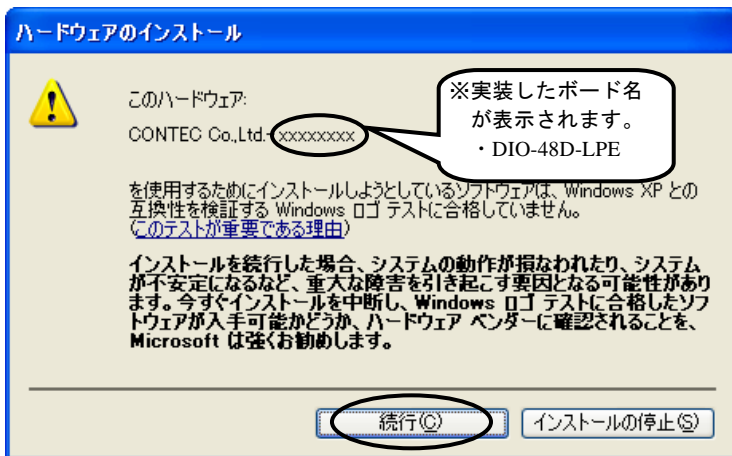 ハードウェアのインストール
※実装したボード名
が表示されます。
・DIO-48D-LPE
このハードウェア:
CONTEC Co.,Ltd.-xxxxxxxx
を使用するためにインストールしようとしているソフトウェアは、Windows XP との
互換性を検証する Windows ロゴ テストに合格していません。
(このテストが重要である理由)
インストールを続行した場合、システムの動作が損なわれたり、システム
が不安定になるなど、重大な障害を引き起こす要因となる可能性があり
ます。今すぐインストールを中断し、Windows ロゴ テストに合格したソフ
トウェアが入手可能かどうか、ハードウェア ベンダーに確認されることを、
Microsoft は強くお勧めします。
続行(C)
インストールの停止(S)